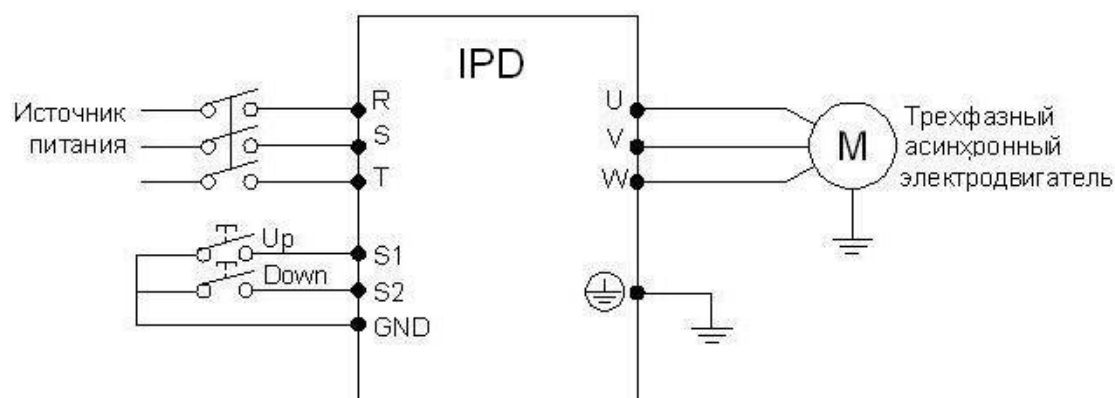 IPD
Источник
питания
R
S
T
Up
S1
Down
S2
GND
U
V
W
M
Трехфазный
асинхронный
электродвигатель